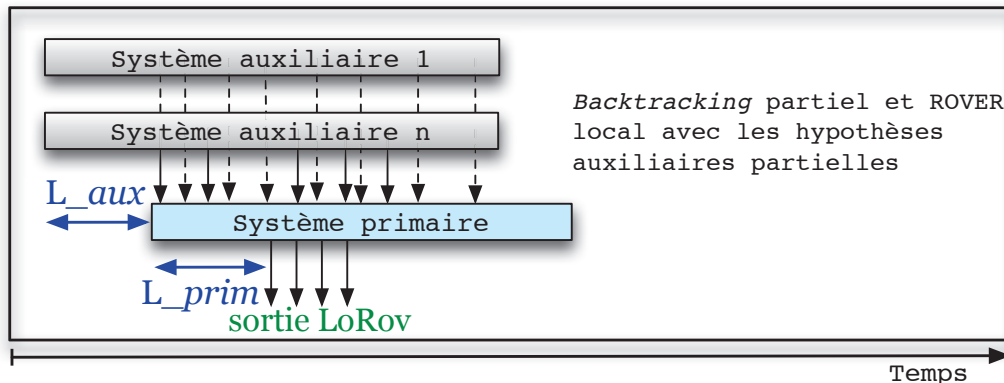 Système auxiliaire 1
Système auxiliaire n
L_aux
Système primaire
L_prim
sortie LoRov
Backtracking partiel et ROVER
local avec les hypothèses
auxiliaires partielles
Temps